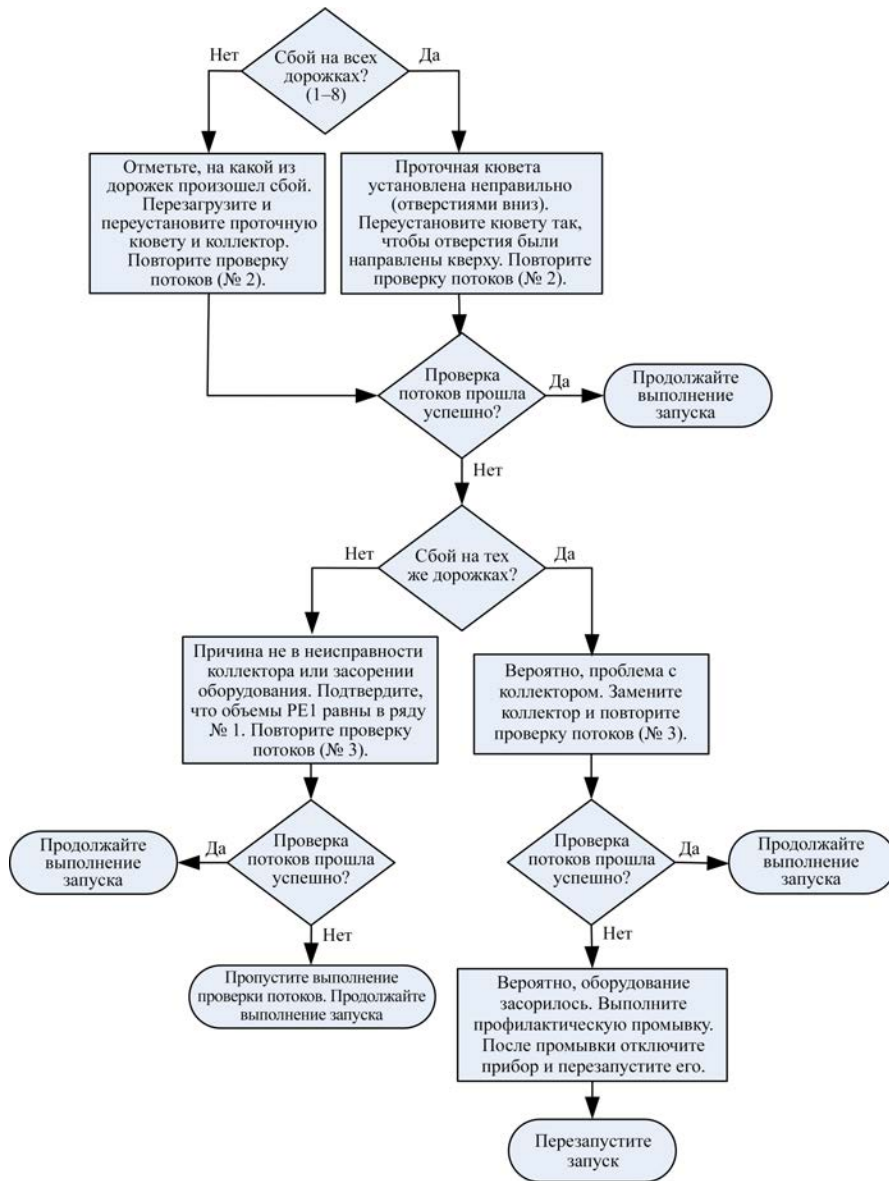 Сбой на всех
дорожках?
(1–8)
Нет
Да
Отметьте, на какой из
дорожек произошел сбой.
Перезагрузите и
переустановите проточную
кювету и коллектор.
Повторите проверку
потоков (№ 2).
Проточная кювета
установлена неправильно
(отверстиями вниз).
Переустановите кювету так,
чтобы отверстия были
направлены кверху. Повторите
проверку потоков (№ 2).
Проверка
потоков прошла
успешно?
Да
Продолжайте
выполнение
запуска
Нет
Сбой на тех
же дорожках?
Нет
Да
Причина не в неисправности
коллектора или засорении
оборудования. Подтвердите,
что объемы PE1 равны в ряду
№ 1. Повторите проверку
потоков (№ 3).
Вероятно, проблема с
коллектором. Замените
коллектор и повторите
проверку потоков (№ 3).
Проверка
потоков прошла
успешно?
Да
Продолжайте
выполнение
запуска
Нет
Пропустите выполнение
проверки потоков. Продолжайте
выполнение запуска
Проверка
потоков прошла
успешно?
Да
Продолжайте
выполнение
запуска
Нет
Вероятно, оборудование
засорилось. Выполните
профилактическую промывку.
После промывки отключите
прибор и перезапустите его.
Перезапустите
запуск